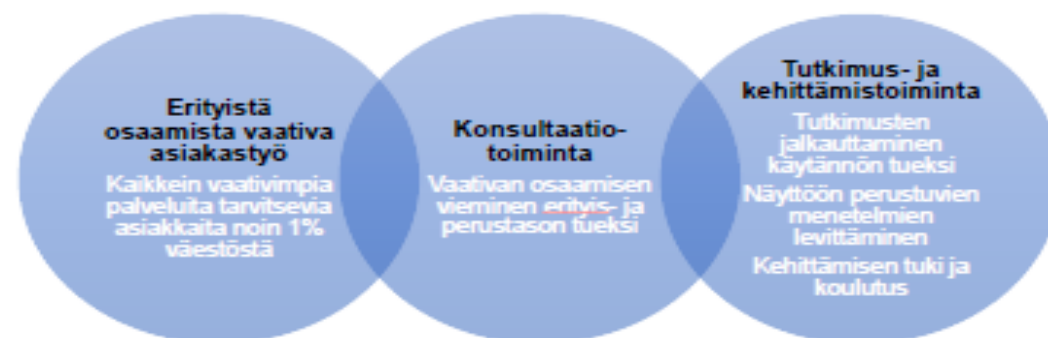 Erityistä
osaamista vaativa
asiakastyö
Kaikkein vaativimpia
palveluita tarvitsevia
asiakkaita noin 1%
väestöstä
Konsultaatio-
toiminta
Vaativan osaamisen
vieminen erityis- ja
perustason tueksi
Tutkimus- ja
kehittämistoiminta
Tutkimusten
jalkauttaminen
käytännön tueksi
Näyttöön perustuvien
menetelmien
levittäminen
Kehittämisen tuki ja
koulutus